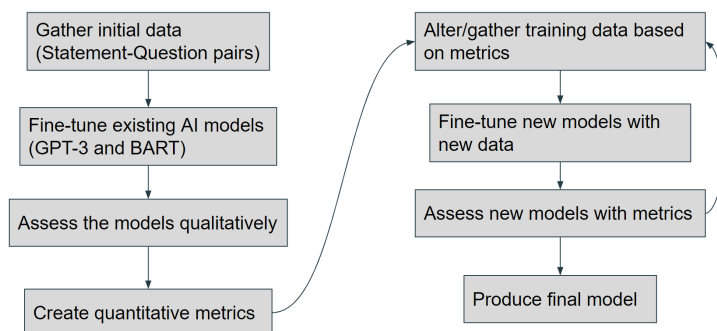 Gather initial data
(Statement-Question pairs)
Fine-tune existing AI models
(GPT-3 and BART)
Assess the models qualitatively
Create quantitative metrics
Alter/gather training data based
on metrics
Fine-tune new models with
new data
Assess new models with metrics
Produce final model